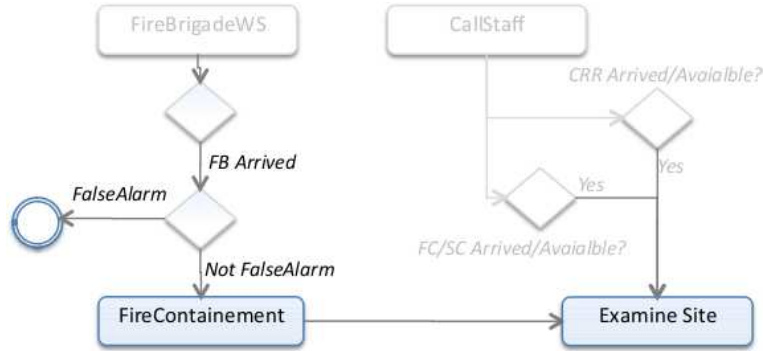 FireBrigadeWS
CallStaff
CRR Arrived/Avaialble?
FB Arrived
FalseAlarm
Yes
Yes
FC/SC Arrived/Avaialble?
Not FalseAlarm
FireContainement
Examine Site